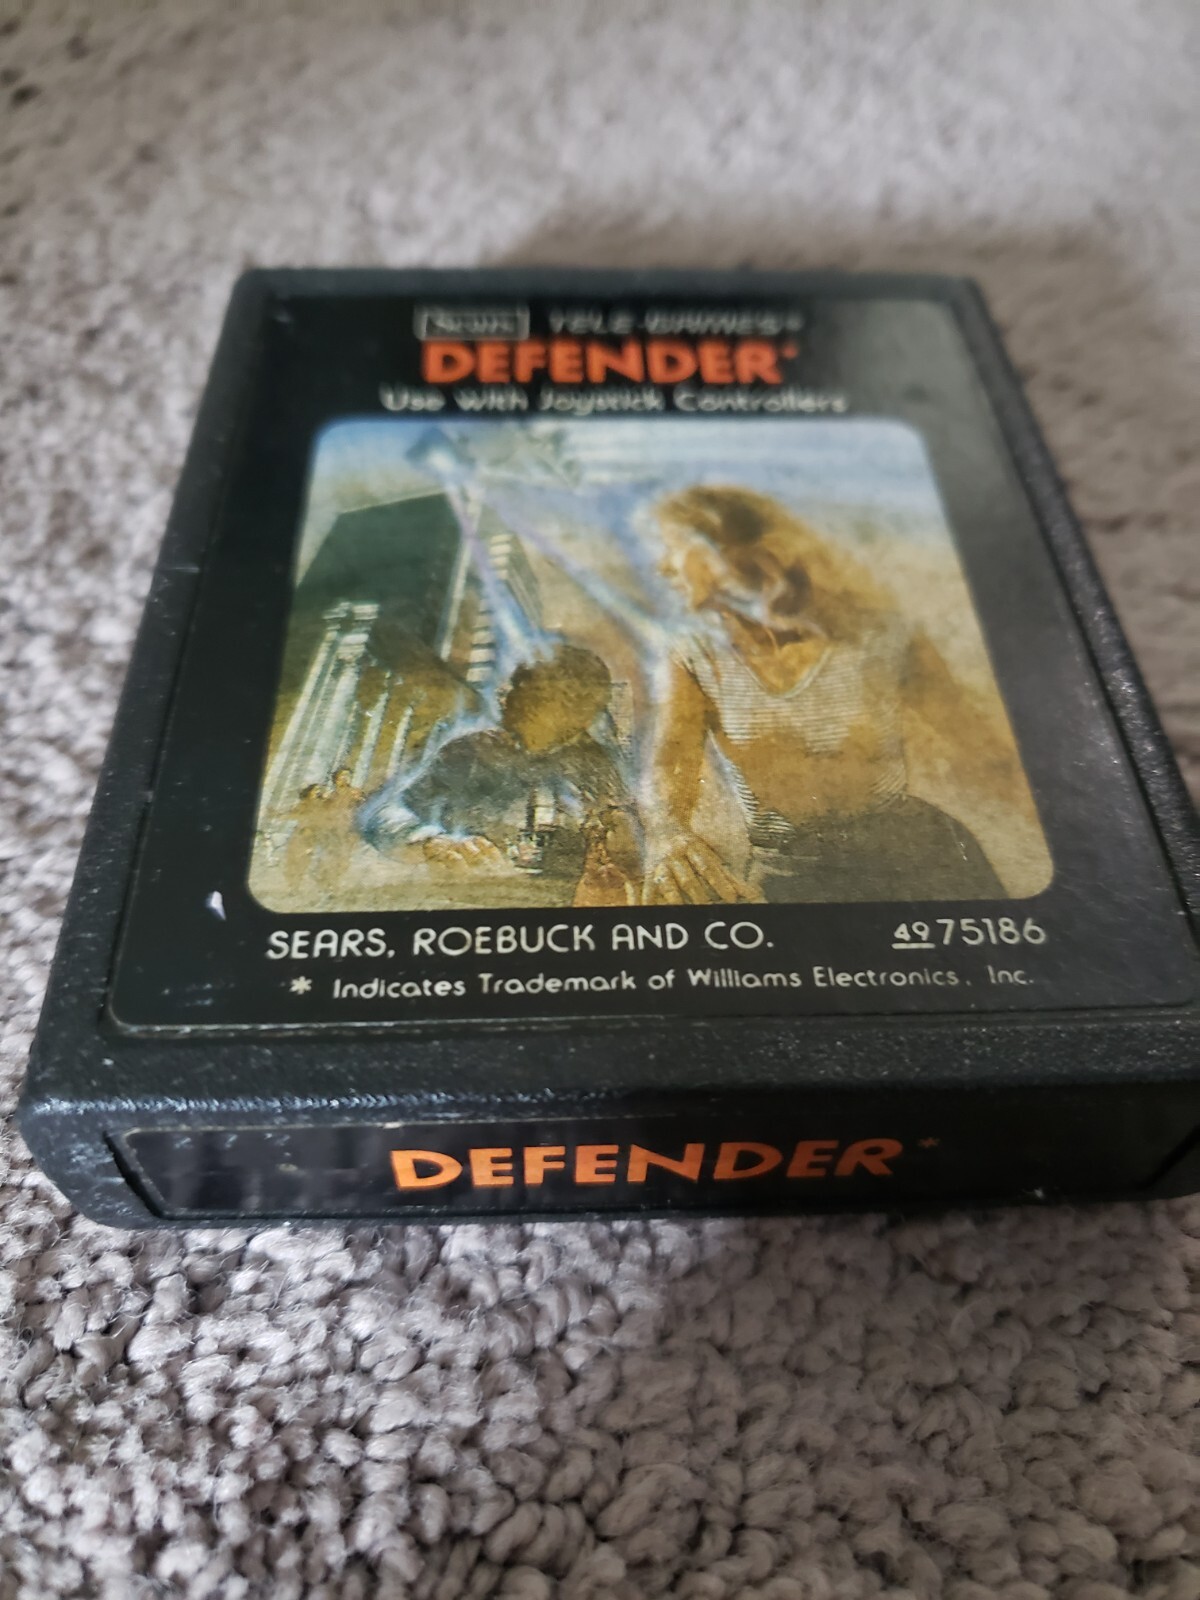 Sears TELE-GAMES*
DEFENDER*
Use with Joystick Controllers
SEARS, ROEBUCK AND CO. 49 75186
* Indicates Trademark of Williams Electronics, Inc.
DEFENDER*